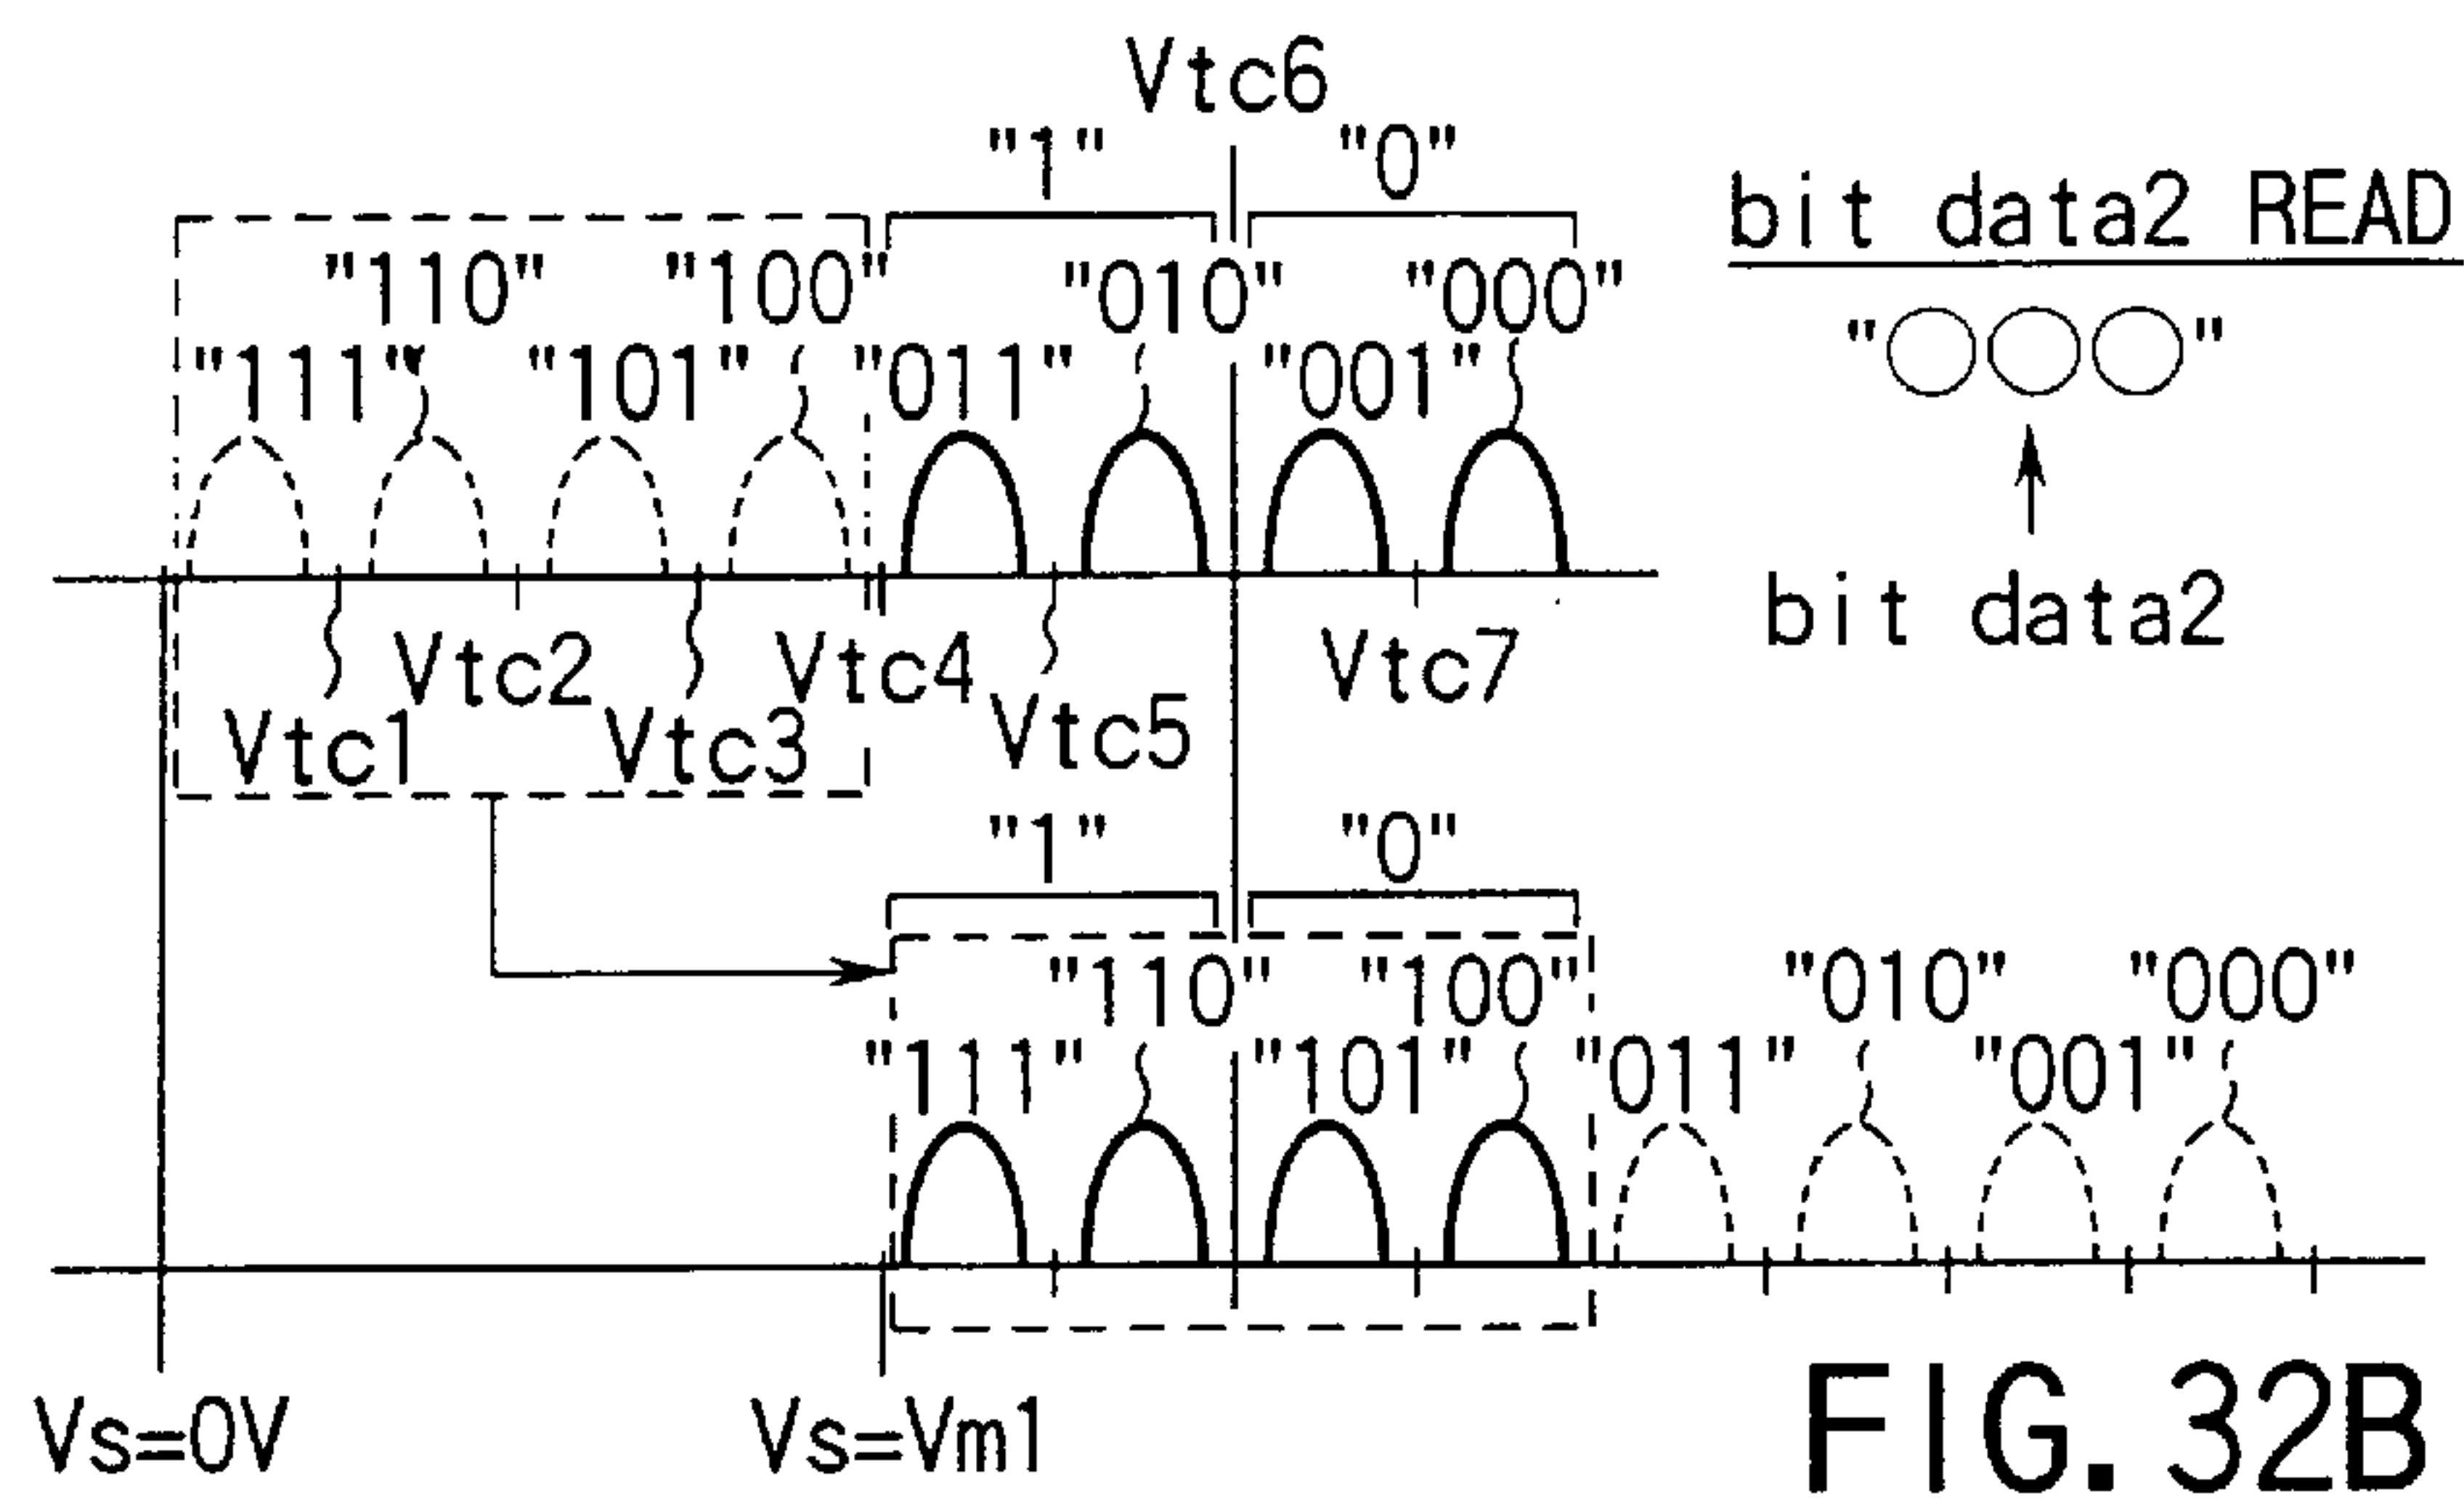 Vtc6
"1" "0"
bit data2 READ
"110" "100" "010" "000"
"○○○"
"111" "101" "011" "001"
bit data2
Vtc2 Vtc4 Vtc7
Vtc1 Vtc3 Vtc5
"1" "0"
"110" "100" "010" "000"
"111" "101" "011" "001"
Vs=0V Vs=Vm1
FIG. 32B